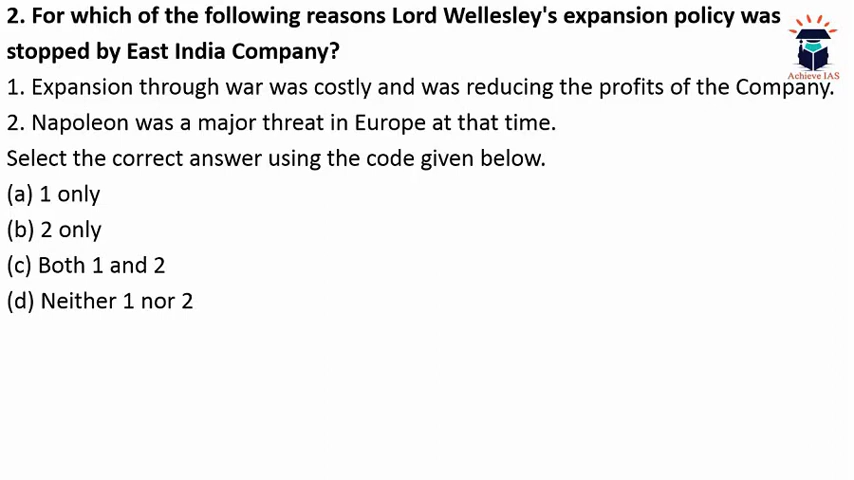 2. For which of the following reasons Lord Wellesley's expansion policy was
stopped by East India Company?
Achieve IAS
1. Expansion through war was costly and was reducing the profits of the Company.
2. Napoleon was a major threat in Europe at that time.
Select the correct answer using the code given below.
(a) 1 only
(b) 2 only
(c) Both 1 and 2
(d) Neither 1 nor 2